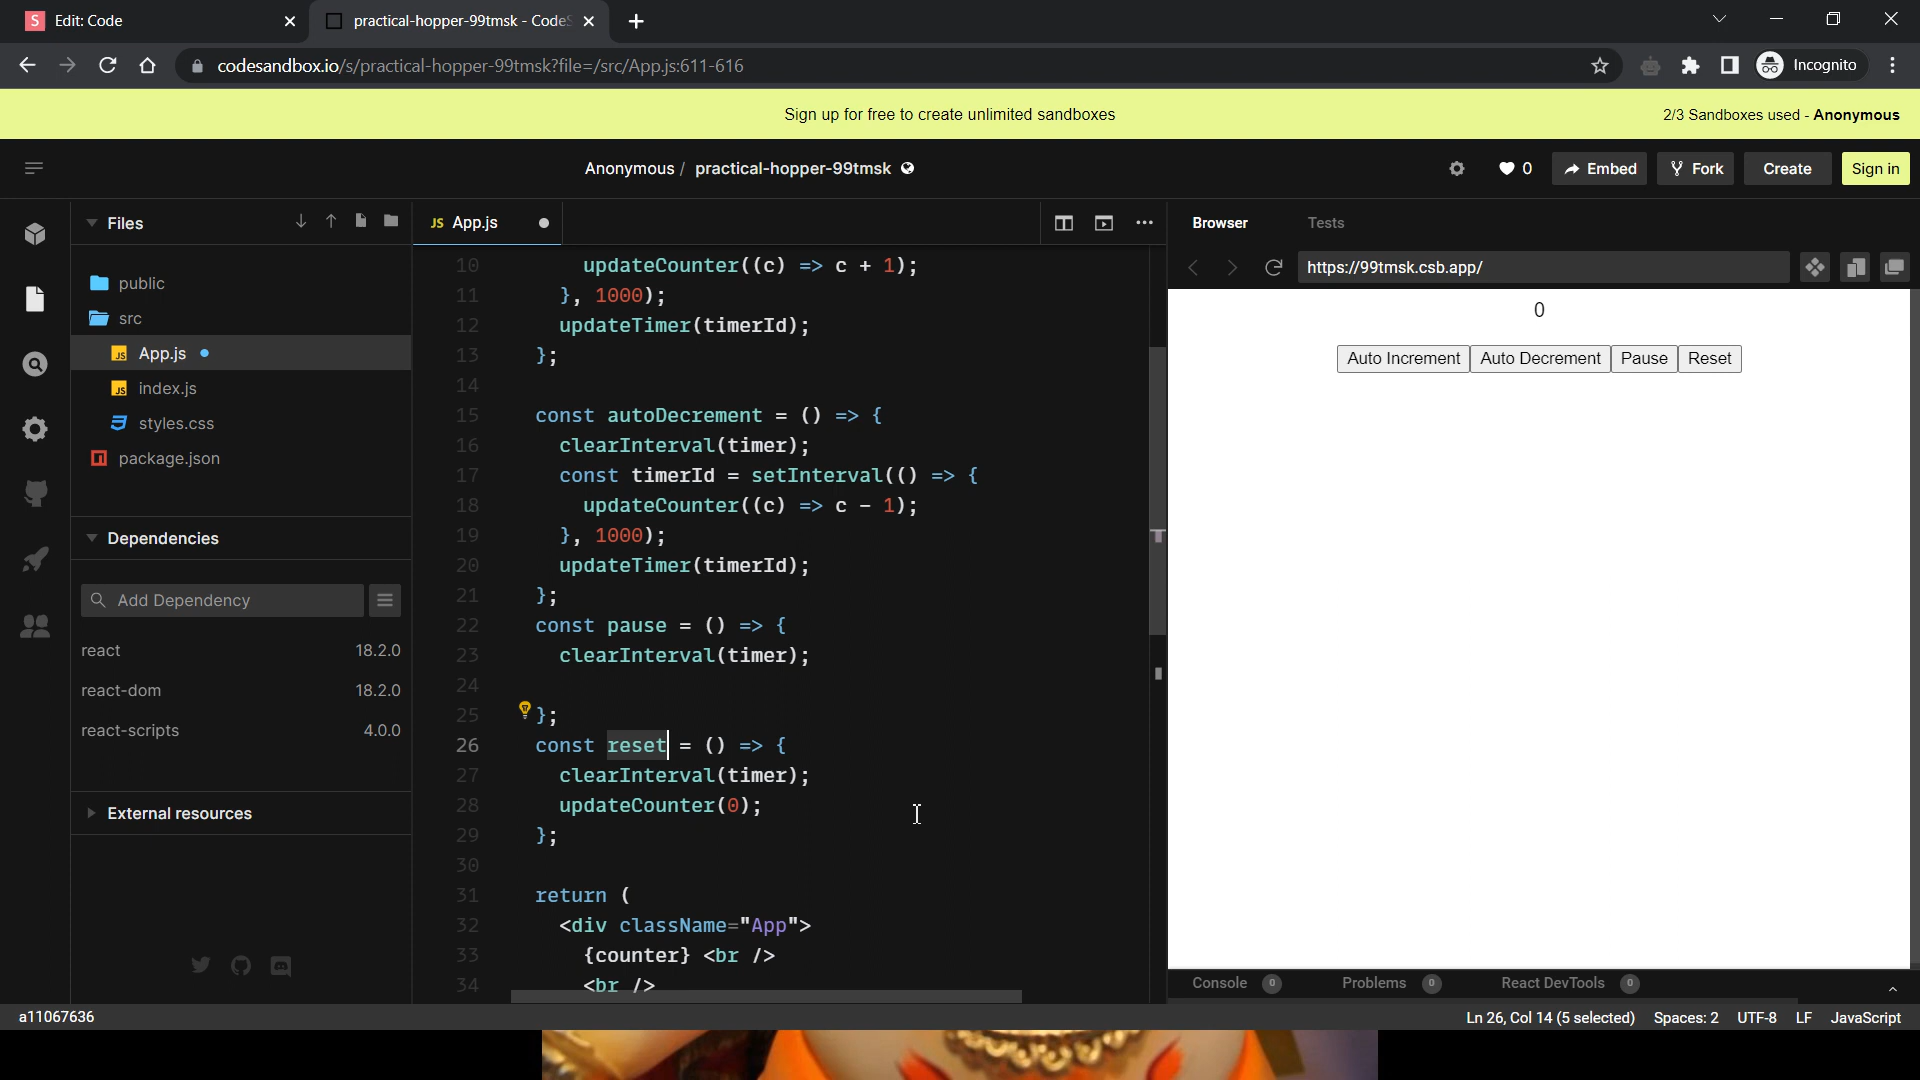 Edit: Code
practical-hopper-99tmsk - CodeS
codesandbox.io/s/practical-hopper-99tmsk?file=/src/App.js:611-616
Incognito
Sign up for free to create unlimited sandboxes
2/3 Sandboxes used - Anonymous
Anonymous / practical-hopper-99tmsk
0
Embed
Fork
Create
Sign in
Files
public
src
JS App.js
JS index.js
styles.css
package.json
Dependencies
Add Dependency
react 18.2.0
react-dom 18.2.0
react-scripts 4.0.0
External resources
JS App.js
10 updateCounter((c) => c + 1);
11 }, 1000);
12 updateTimer(timerId);
13 };
14
15 const autoDecrement = () => {
16 clearInterval(timer);
17 const timerId = setInterval(() => {
18 updateCounter((c) => c - 1);
19 }, 1000);
20 updateTimer(timerId);
21 };
22 const pause = () => {
23 clearInterval(timer);
24
25 };
26 const reset = () => {
27 clearInterval(timer);
28 updateCounter(0);
29 };
30
31 return (
32 <div className="App">
33 {counter} <br />
34 <br />
Browser
Tests
https://99tmsk.csb.app/
0
Auto Increment Auto Decrement Pause Reset
Console 0
Problems 0
React DevTools 0
a11067636
Ln 26, Col 14 (5 selected) Spaces: 2 UTF-8 LF JavaScript